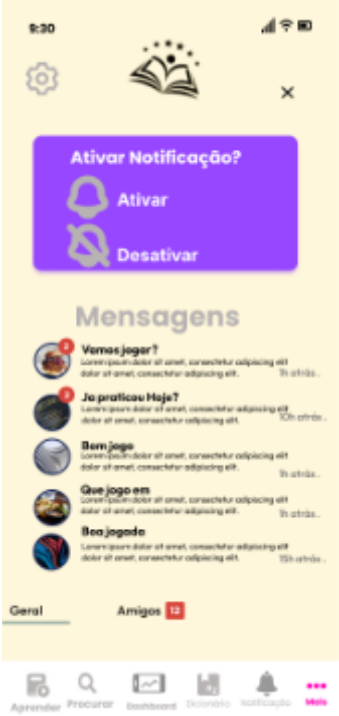 9:30
Ativar Notificação?
Ativar
Desativar
Mensagens
2
Vamos jogar?
Lorem ipsum dolor sit amet, consectetur adipiscing elit
dolor sit amet, consectetur adipiscing elit.
1h atrás..
2
Ja praticou Hoje?
Lorem ipsum dolor sit amet, consectetur adipiscing elit
dolor sit amet, consectetur adipiscing elit.
10h atrás..
Bom jogo
Lorem ipsum dolor sit amet, consectetur adipiscing elit
dolor sit amet, consectetur adipiscing elit.
1h atrás..
Que jogo em
Lorem ipsum dolor sit amet, consectetur adipiscing elit
dolor sit amet, consectetur adipiscing elit.
1h atrás..
Boa jogada
Lorem ipsum dolor sit amet, consectetur adipiscing elit
dolor sit amet, consectetur adipiscing elit.
15h atrás..
Geral Amigos 12
Aprender Procurar Dashboard Dicionário Notificação Mais